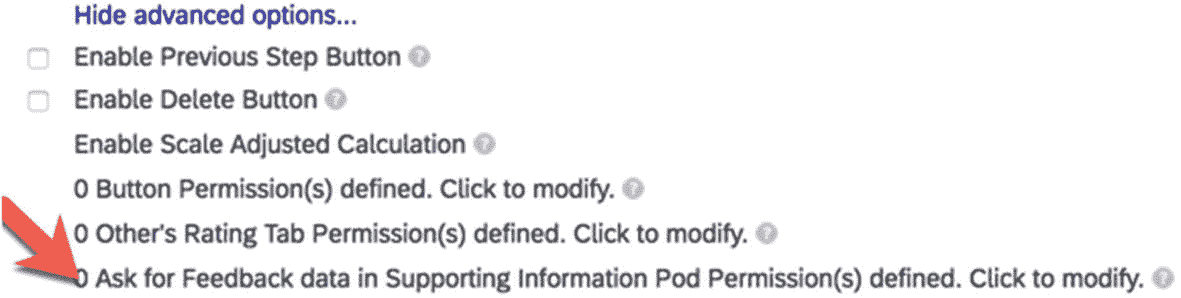 Hide advanced options...
Enable Previous Step Button ?
Enable Delete Button ?
Enable Scale Adjusted Calculation ?
0 Button Permission(s) defined. Click to modify. ?
0 Other's Rating Tab Permission(s) defined. Click to modify. ?
0 Ask for Feedback data in Supporting Information Pod Permission(s) defined. Click to modify. ?